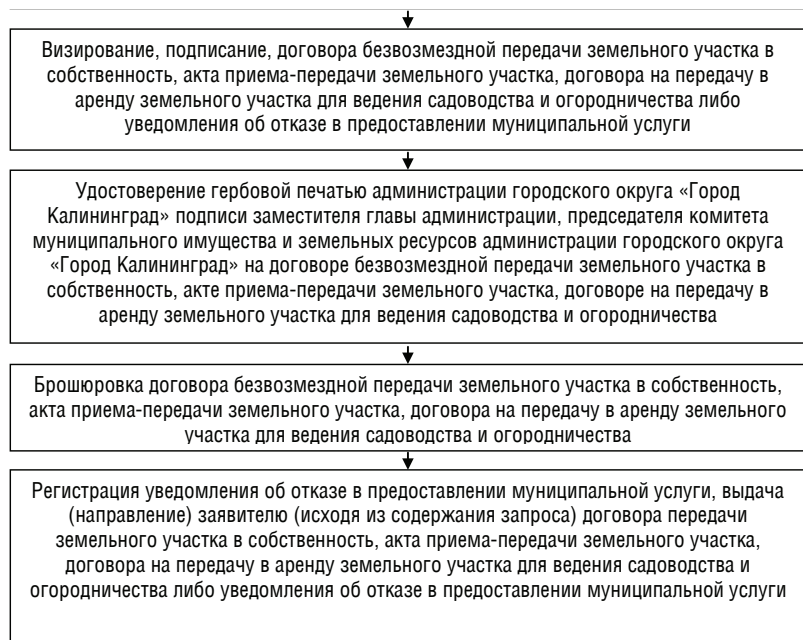 Визирование, подписание, договора безвозмездной передачи земельного участка в
собственность, акта приема-передачи земельного участка, договора на передачу в
аренду земельного участка для ведения садоводства и огородничества либо
уведомления об отказе в предоставлении муниципальной услуги
Удостоверение гербовой печатью администрации городского округа «Город
Калининград» подписи заместителя главы администрации, председателя комитета
муниципального имущества и земельных ресурсов администрации городского округа
«Город Калининград» на договоре безвозмездной передачи земельного участка в
собственность, акте приема-передачи земельного участка, договоре на передачу в
аренду земельного участка для ведения садоводства и огородничества
Брошюровка договора безвозмездной передачи земельного участка в собственность,
акта приема-передачи земельного участка, договора на передачу в аренду земельного
участка для ведения садоводства и огородничества
Регистрация уведомления об отказе в предоставлении муниципальной услуги, выдача
(направление) заявителю (исходя из содержания запроса) договора передачи
земельного участка в собственность, акта приема-передачи земельного участка,
договора на передачу в аренду земельного участка для ведения садоводства и
огородничества либо уведомления об отказе в предоставлении муниципальной услуги